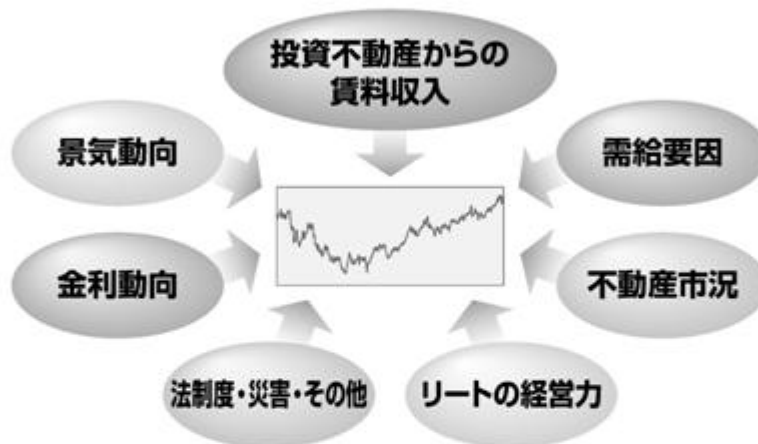 投資不動産からの
賃料収入
景気動向
需給要因
金利動向
不動産市況
法制度・災害・その他
リートの経営力